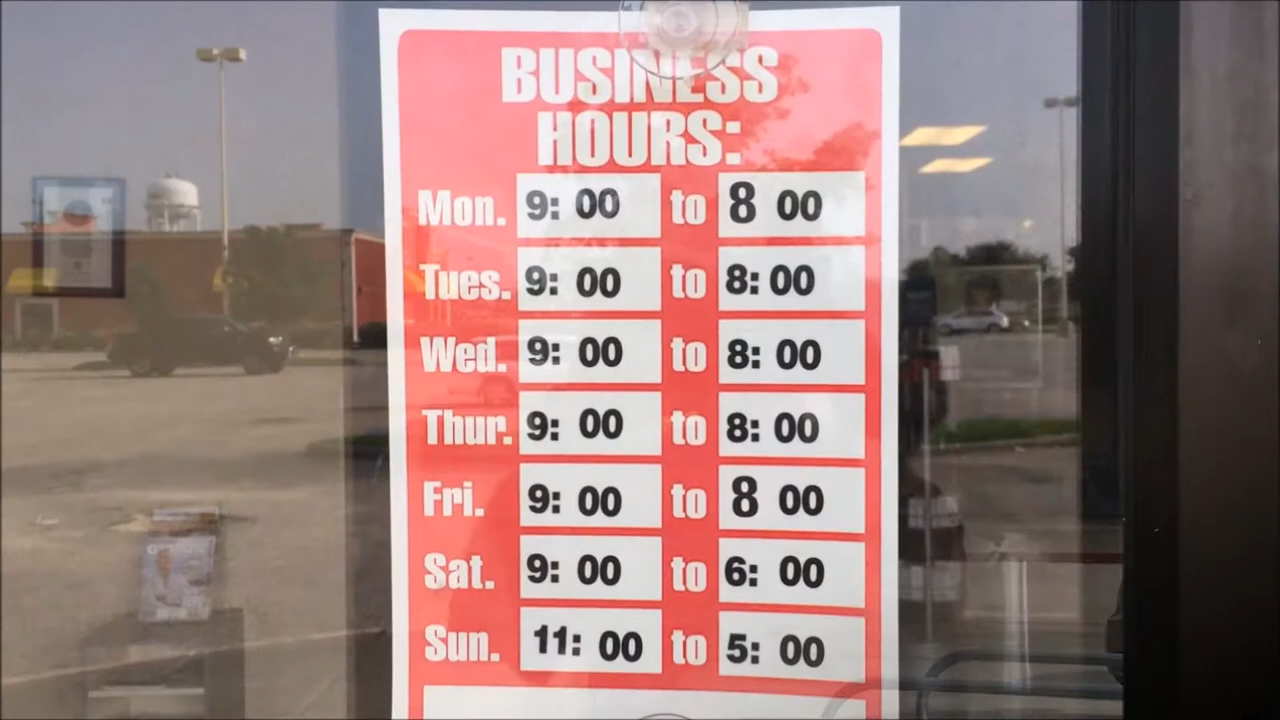 BUSINESS
HOURS:
Mon. 9: 00 to 8 00
Tues. 9: 00 to 8: 00
Wed. 9: 00 to 8: 00
Thur. 9: 00 to 8: 00
Fri. 9: 00 to 8 00
Sat. 9: 00 to 6: 00
Sun. 11: 00 to 5: 00